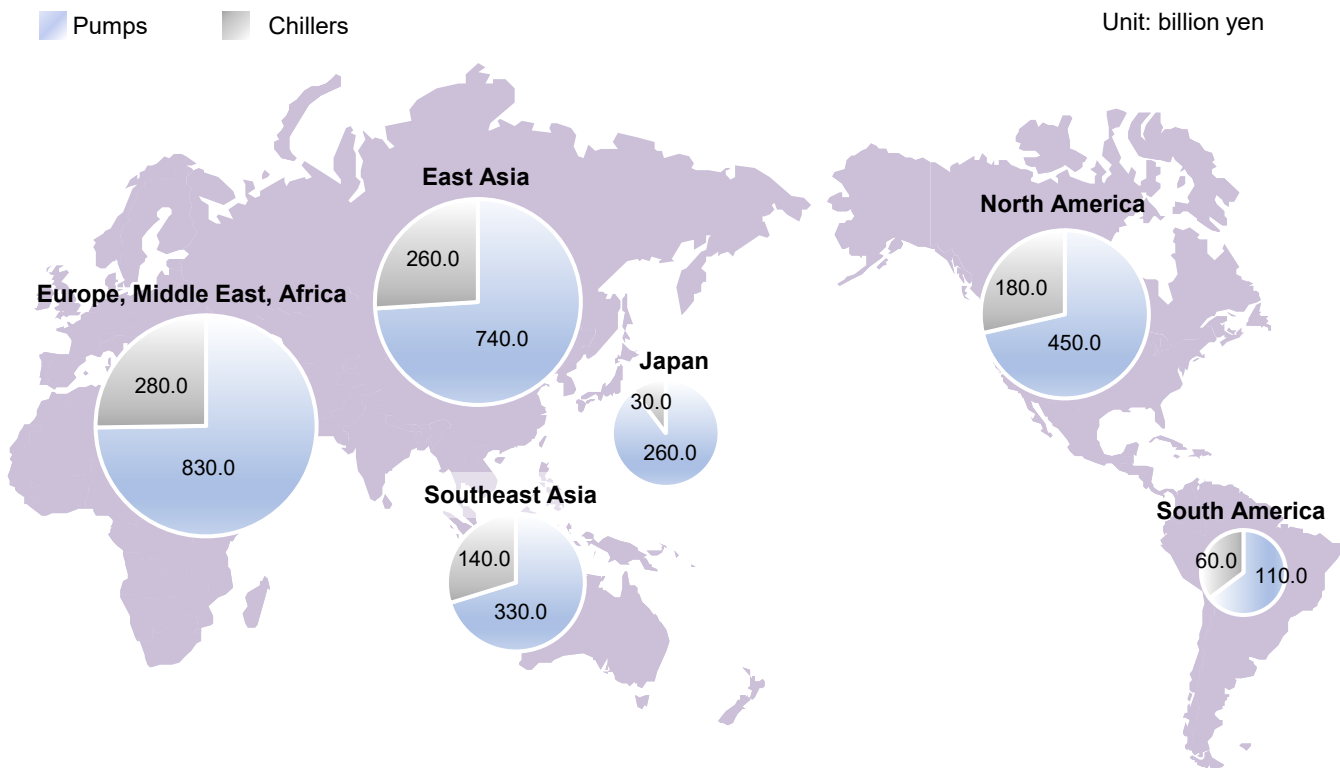 Pumps
Chillers
Unit: billion yen
East Asia
260.0
740.0
North America
180.0
450.0
Europe, Middle East, Africa
280.0
830.0
Japan
30.0
260.0
Southeast Asia
140.0
330.0
South America
60.0
110.0